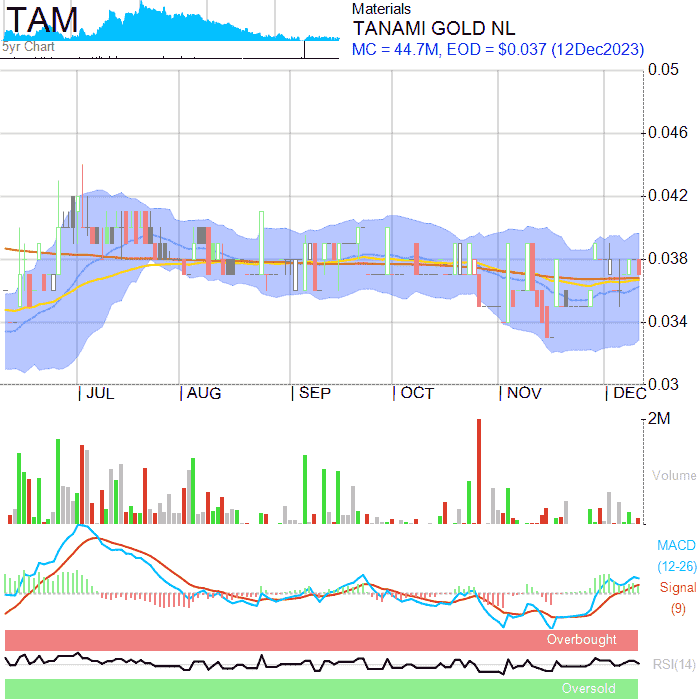 TAM
5yr Chart
Materials
TANAMI GOLD NL
MC = 44.7M, EOD = $0.037 (12Dec2023)
0.05
0.046
0.042
0.038
0.034
0.03
JUL AUG SEP OCT NOV DEC
2M
Volume
MACD
(12-26)
Signal
(9)
Overbought
RSI(14)
Oversold